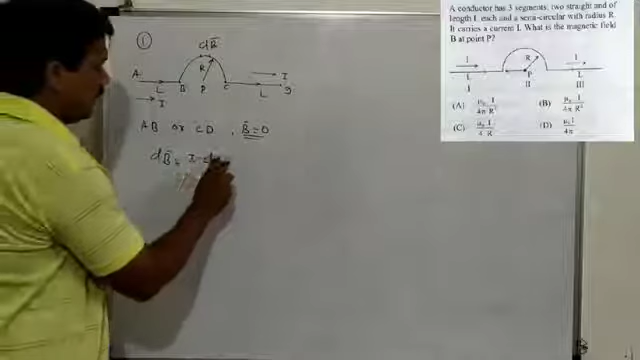 1
dB
R
A
L
B
P
C
L
D
I
I
AB or CD , B = 0
dB = I d
A conductor has 3 segments, two straight and of
length L each and a semi-circular with radius R.
It carries a current I. What is the magnetic field
B at point P?
I
R
I
L
P
L
I
II
III
(A) μ₀ I / 4π R
(B) μ₀ I / 4π R²
(C) μ₀ I / 4 R
(D) μ₀ I / 4π